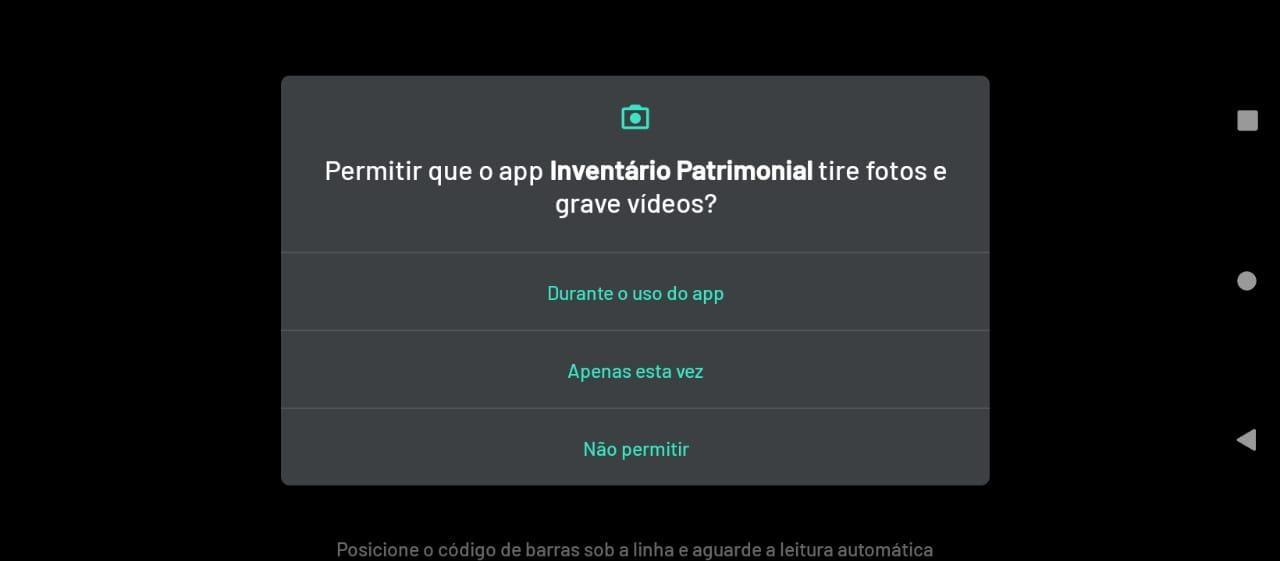 Permitir que o app Inventário Patrimonial tire fotos e
grave vídeos?
Durante o uso do app
Apenas esta vez
Não permitir
Posicione o código de barras sob a linha e aguarde a leitura automática